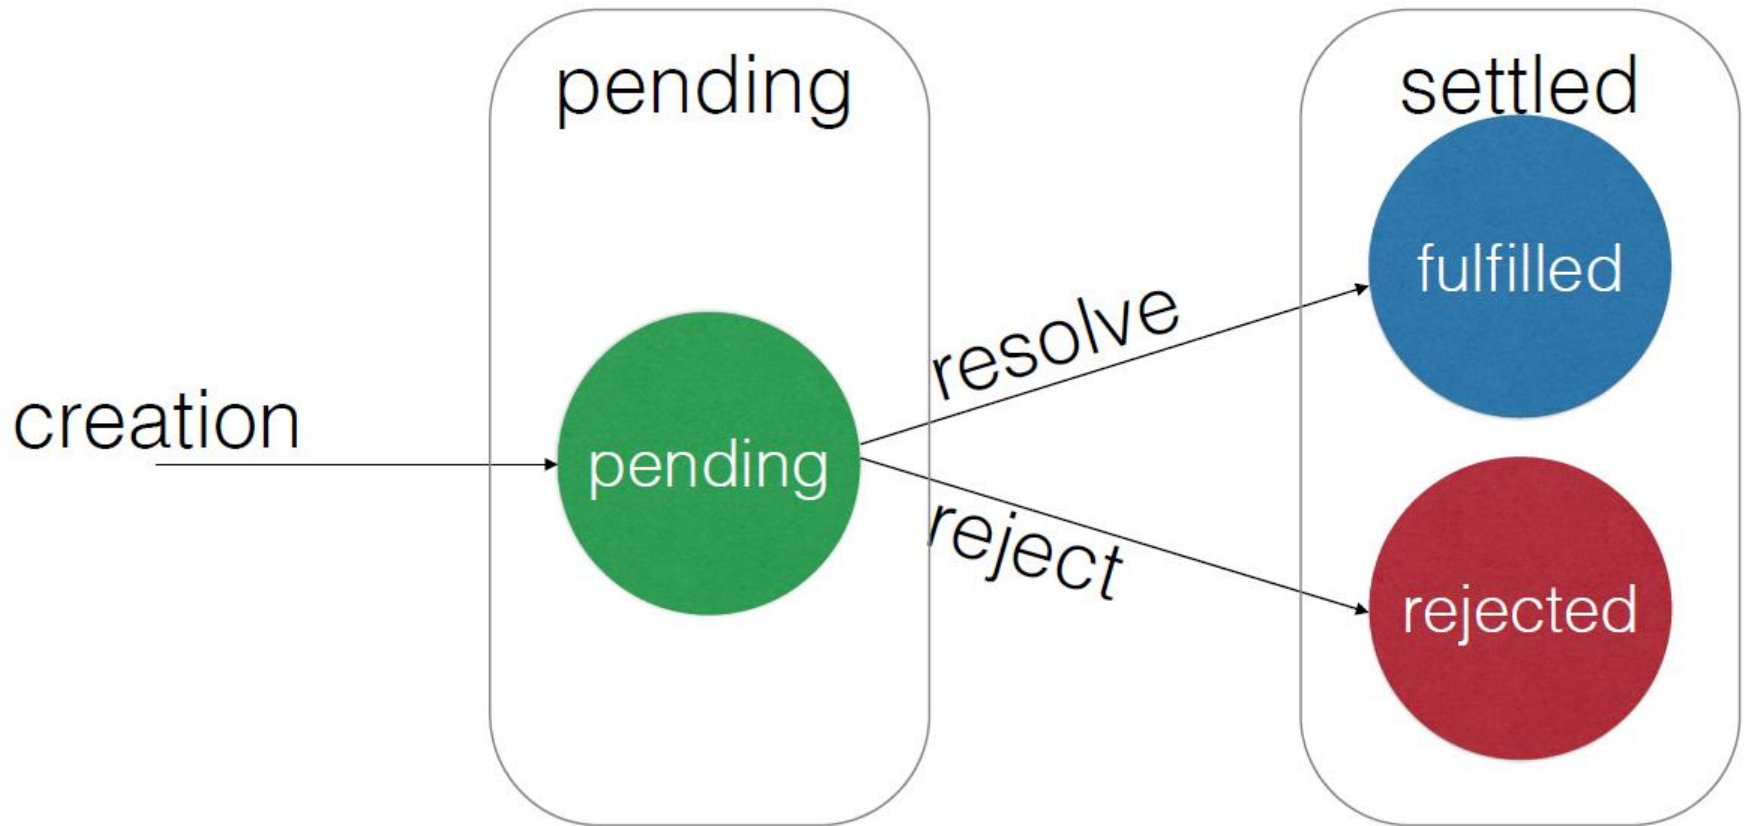 pending
settled
fulfilled
resolve
creation
pending
reject
rejected